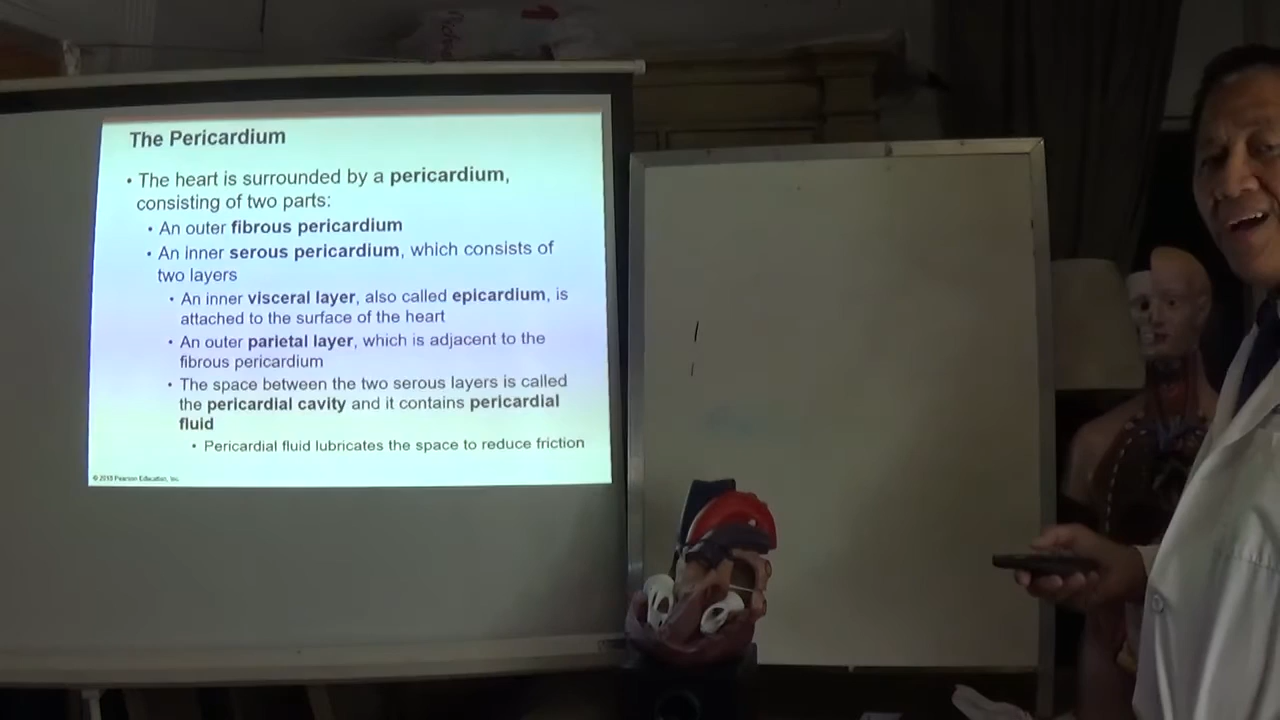 The Pericardium
• The heart is surrounded by a pericardium,
consisting of two parts:
• An outer fibrous pericardium
• An inner serous pericardium, which consists of
two layers
• An inner visceral layer, also called epicardium, is
attached to the surface of the heart
• An outer parietal layer, which is adjacent to the
fibrous pericardium
• The space between the two serous layers is called
the pericardial cavity and it contains pericardial
fluid
• Pericardial fluid lubricates the space to reduce friction
© 2018 Pearson Education, Inc.